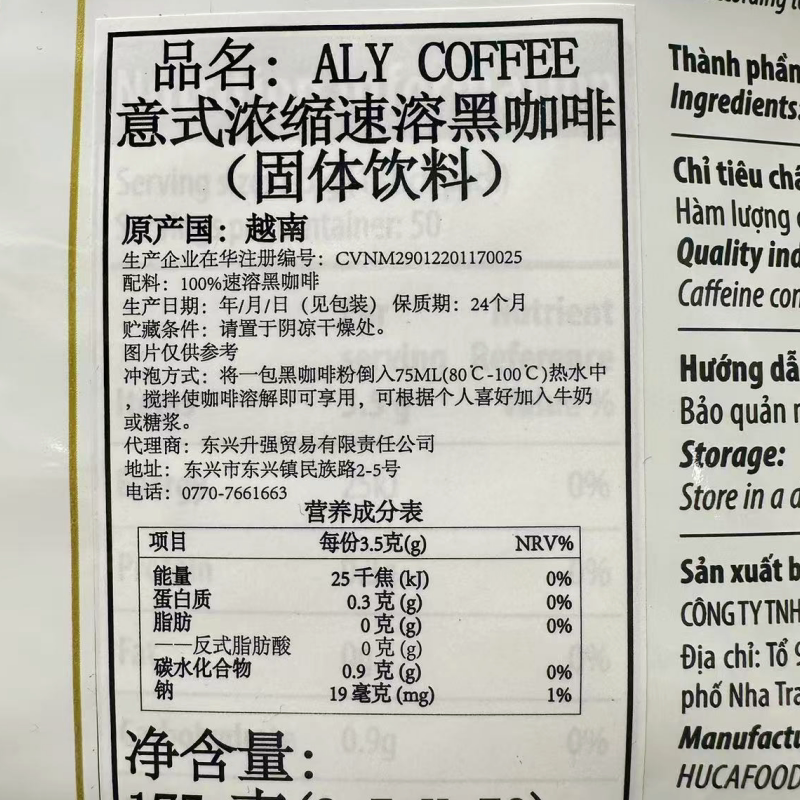 品名：ALY COFFEE
意式浓缩速溶黑咖啡
（固体饮料）
原产国：越南
生产企业在华注册编号：CVNM29012201170025
配料：100%速溶黑咖啡
生产日期：年/月/日（见包装） 保质期：24个月
贮藏条件：请置于阴凉干燥处。
图片仅供参考
冲泡方式：将一包黑咖啡粉倒入75ML(80℃-100℃)热水中
，搅拌使咖啡溶解即可享用，可根据个人喜好加入牛奶
或糖浆。
代理商：东兴升强贸易有限责任公司
地址：东兴市东兴镇民族路2-5号
电话：0770-7661663
营养成分表
项目 每份3.5克(g) NRV%
能量 25 千焦 (kJ) 0%
蛋白质 0.3 克 (g) 0%
脂肪 0 克 (g) 0%
——反式脂肪酸 0 克 (g)
碳水化合物 0.9 克 (g) 0%
钠 19 毫克 (mg) 1%
净含量：
Thành phần
Ingredients:
Chỉ tiêu
Hàm lượng
Quality
Caffeine
Hướng
Bảo quản
Storage:
Store in a
Sản xuất
CÔNG TY TNH
Địa chỉ: Tổ 9
phố Nha
HUCAFOOD